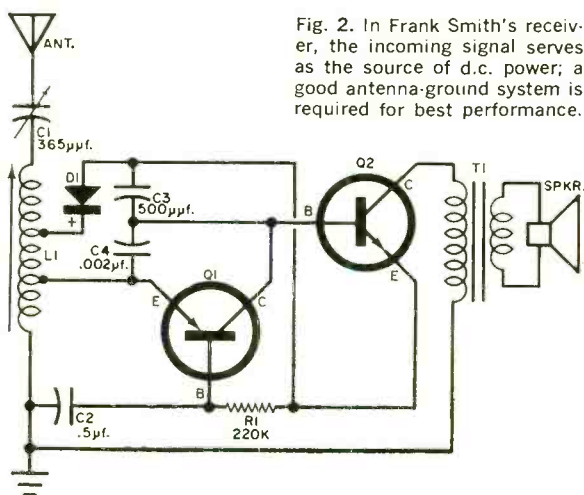 Fig. 2. In Frank Smith's receiv-
er, the incoming signal serves
as the source of d.c. power; a
good antenna-ground system is
required for best performance.
ANT.
C1
365µµf.
D1
+
C3
500µµf.
C4
.002µf.
L1
Q1
E
C
B
Q2
B
C
E
T1
SPKR.
C2
.5µf.
R1
220K